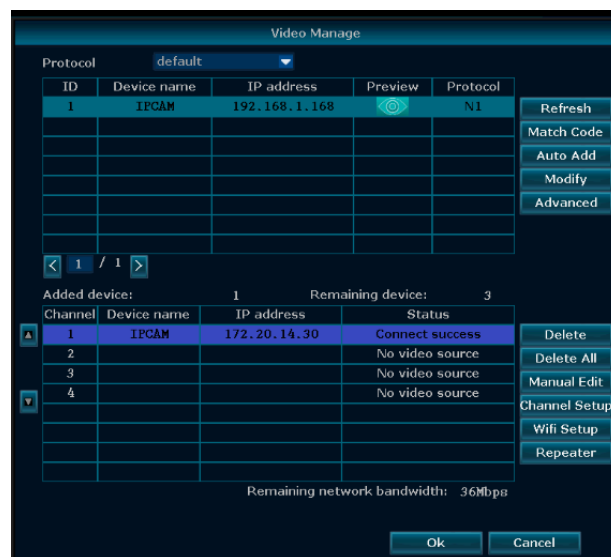 Video Manage
Protocol default
ID Device name IP address Preview Protocol
1 IPCAM 192.168.1.168 N1
Refresh
Match Code
Auto Add
Modify
Advanced
< 1 / 1 >
Added device: 1 Remaining device: 3
Channel Device name IP address Status
1 IPCAM 172.20.14.30 Connect success
2 No video source
3 No video source
4 No video source
Delete
Delete All
Manual Edit
Channel Setup
Wifi Setup
Repeater
Remaining network bandwidth: 36Mbps
Ok Cancel